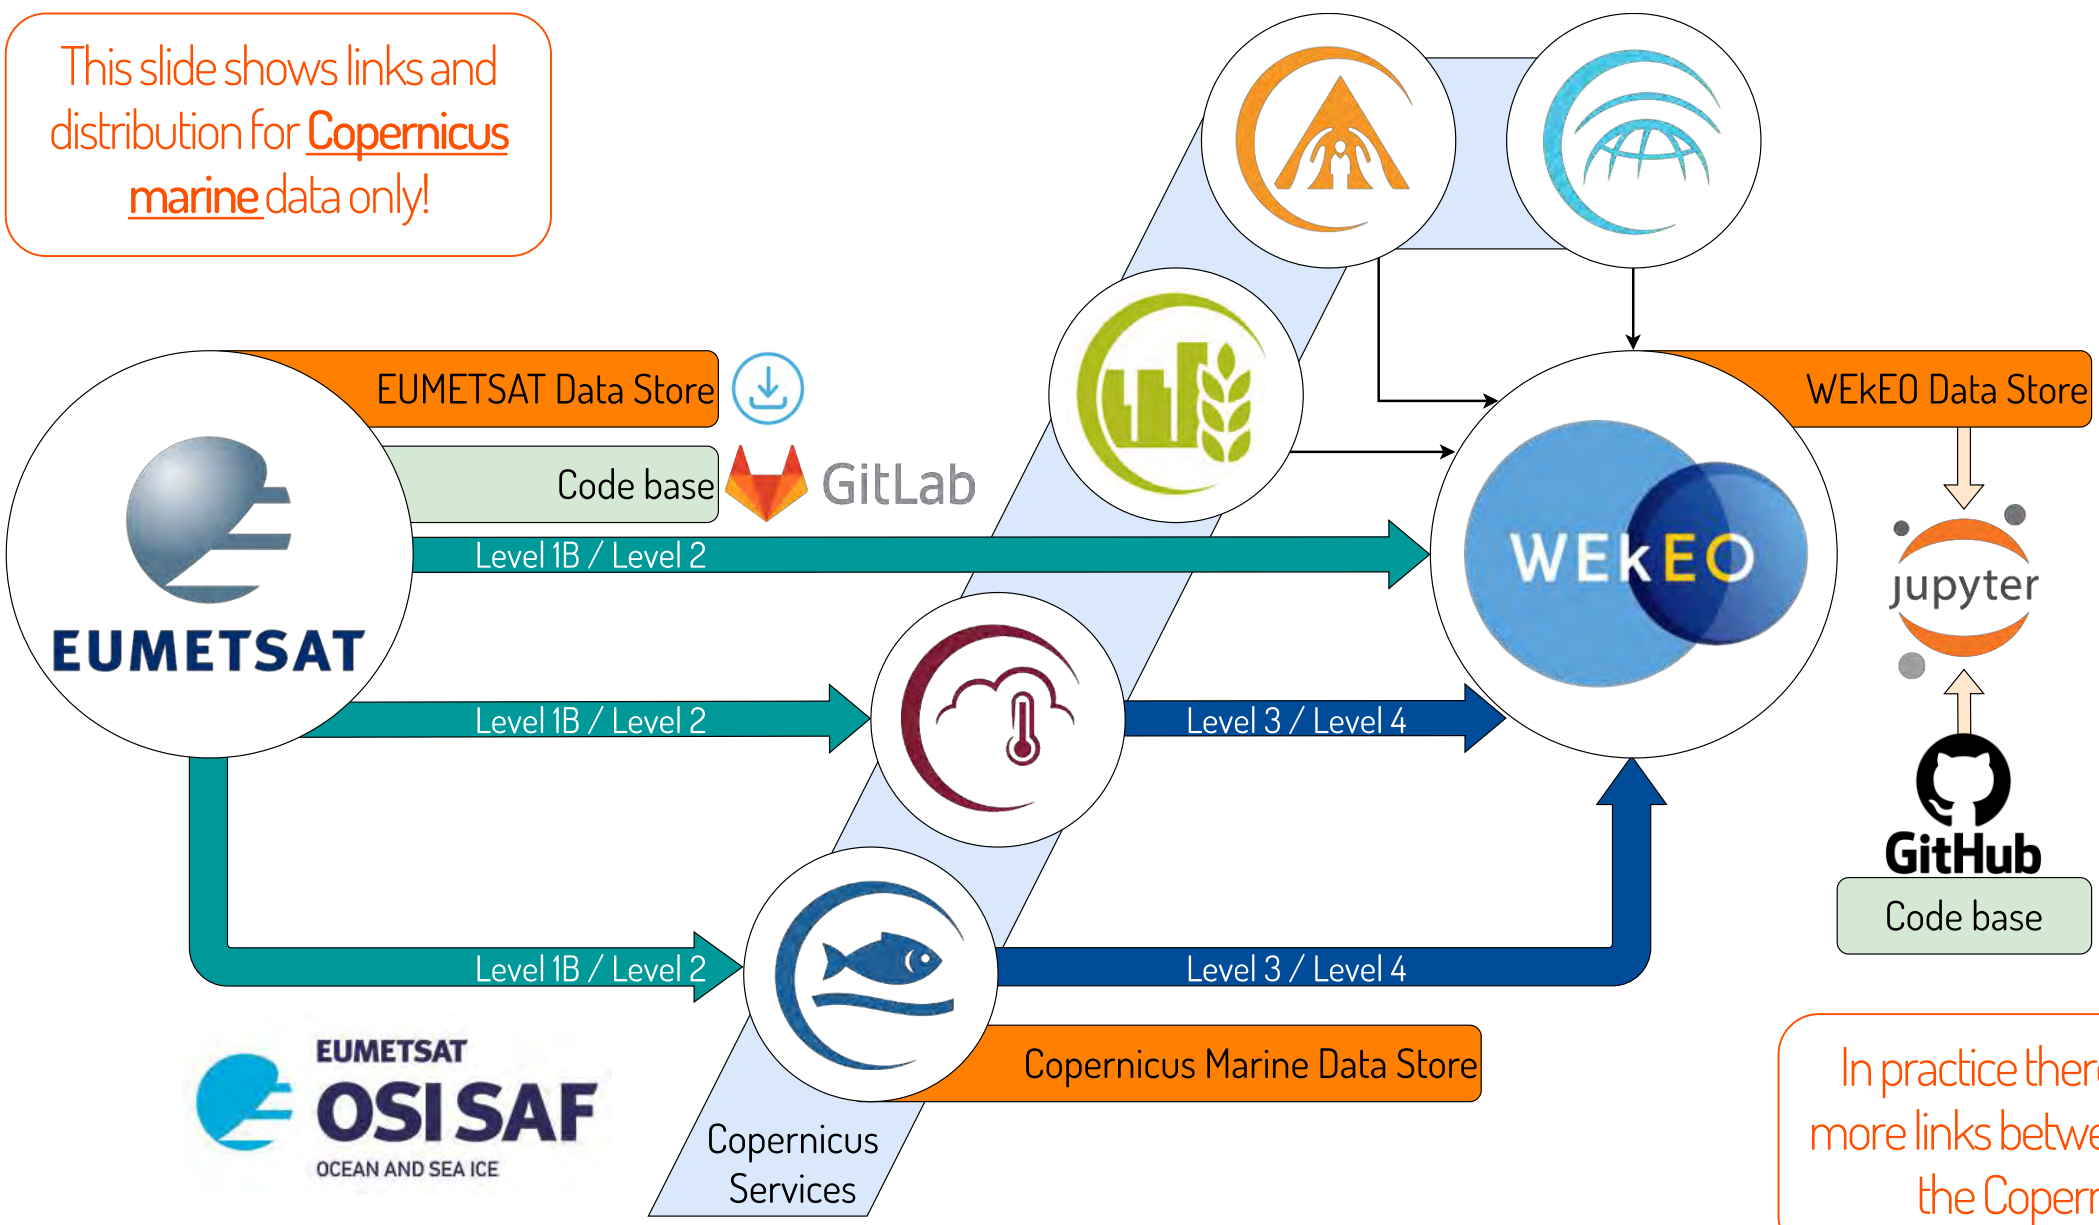 This slide shows links and
distribution for Copernicus
marine data only!
EUMETSAT Data Store
WEkEO Data Store
Code base
GitLab
Level 1B / Level 2
WEkEO
jupyter
EUMETSAT
Level 1B / Level 2
Level 3 / Level 4
GitHub
Code base
Level 1B / Level 2
Level 3 / Level 4
EUMETSAT
OSI SAF
OCEAN AND SEA ICE
Copernicus Marine Data Store
Copernicus
Services
In practice there
more links betwe
the Copern